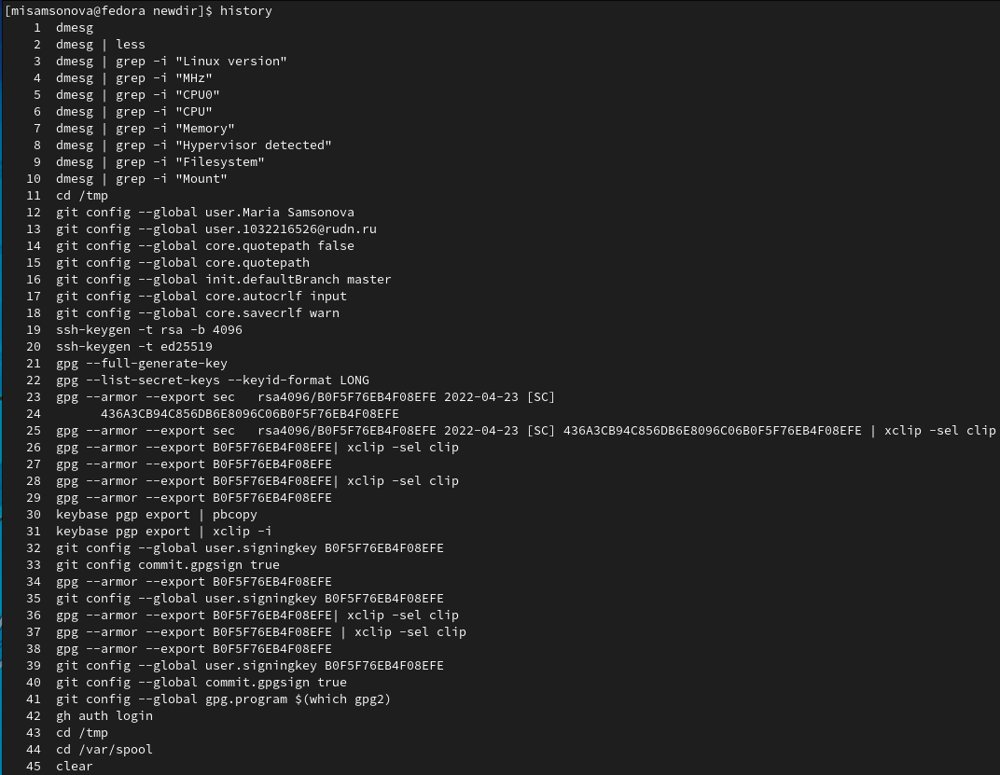 [misamsonova@fedora newdir]$ history
1 dmesg
2 dmesg | less
3 dmesg | grep -i "Linux version"
4 dmesg | grep -i "MHz"
5 dmesg | grep -i "CPU0"
6 dmesg | grep -i "CPU"
7 dmesg | grep -i "Memory"
8 dmesg | grep -i "Hypervisor detected"
9 dmesg | grep -i "Filesystem"
10 dmesg | grep -i "Mount"
11 cd /tmp
12 git config --global user.Maria Samsonova
13 git config --global user.1032216526@rudn.ru
14 git config --global core.quotepath false
15 git config --global core.quotepath
16 git config --global init.defaultBranch master
17 git config --global core.autocrlf input
18 git config --global core.savecrlf warn
19 ssh-keygen -t rsa -b 4096
20 ssh-keygen -t ed25519
21 gpg --full-generate-key
22 gpg --list-secret-keys --keyid-format LONG
23 gpg --armor --export sec   rsa4096/B0F5F76EB4F08EFE 2022-04-23 [SC]
24       436A3CB94C856DB6E8096C06B0F5F76EB4F08EFE
25 gpg --armor --export sec   rsa4096/B0F5F76EB4F08EFE 2022-04-23 [SC] 436A3CB94C856DB6E8096C06B0F5F76EB4F08EFE | xclip -sel clip
26 gpg --armor --export B0F5F76EB4F08EFE| xclip -sel clip
27 gpg --armor --export B0F5F76EB4F08EFE
28 gpg --armor --export B0F5F76EB4F08EFE| xclip -sel clip
29 gpg --armor --export B0F5F76EB4F08EFE
30 keybase pgp export | pbcopy
31 keybase pgp export | xclip -i
32 git config --global user.signingkey B0F5F76EB4F08EFE
33 git config commit.gpgsign true
34 gpg --armor --export B0F5F76EB4F08EFE
35 git config --global user.signingkey B0F5F76EB4F08EFE
36 gpg --armor --export B0F5F76EB4F08EFE| xclip -sel clip
37 gpg --armor --export B0F5F76EB4F08EFE | xclip -sel clip
38 gpg --armor --export B0F5F76EB4F08EFE
39 git config --global user.signingkey B0F5F76EB4F08EFE
40 git config --global commit.gpgsign true
41 git config --global gpg.program $(which gpg2)
42 gh auth login
43 cd /tmp
44 cd /var/spool
45 clear